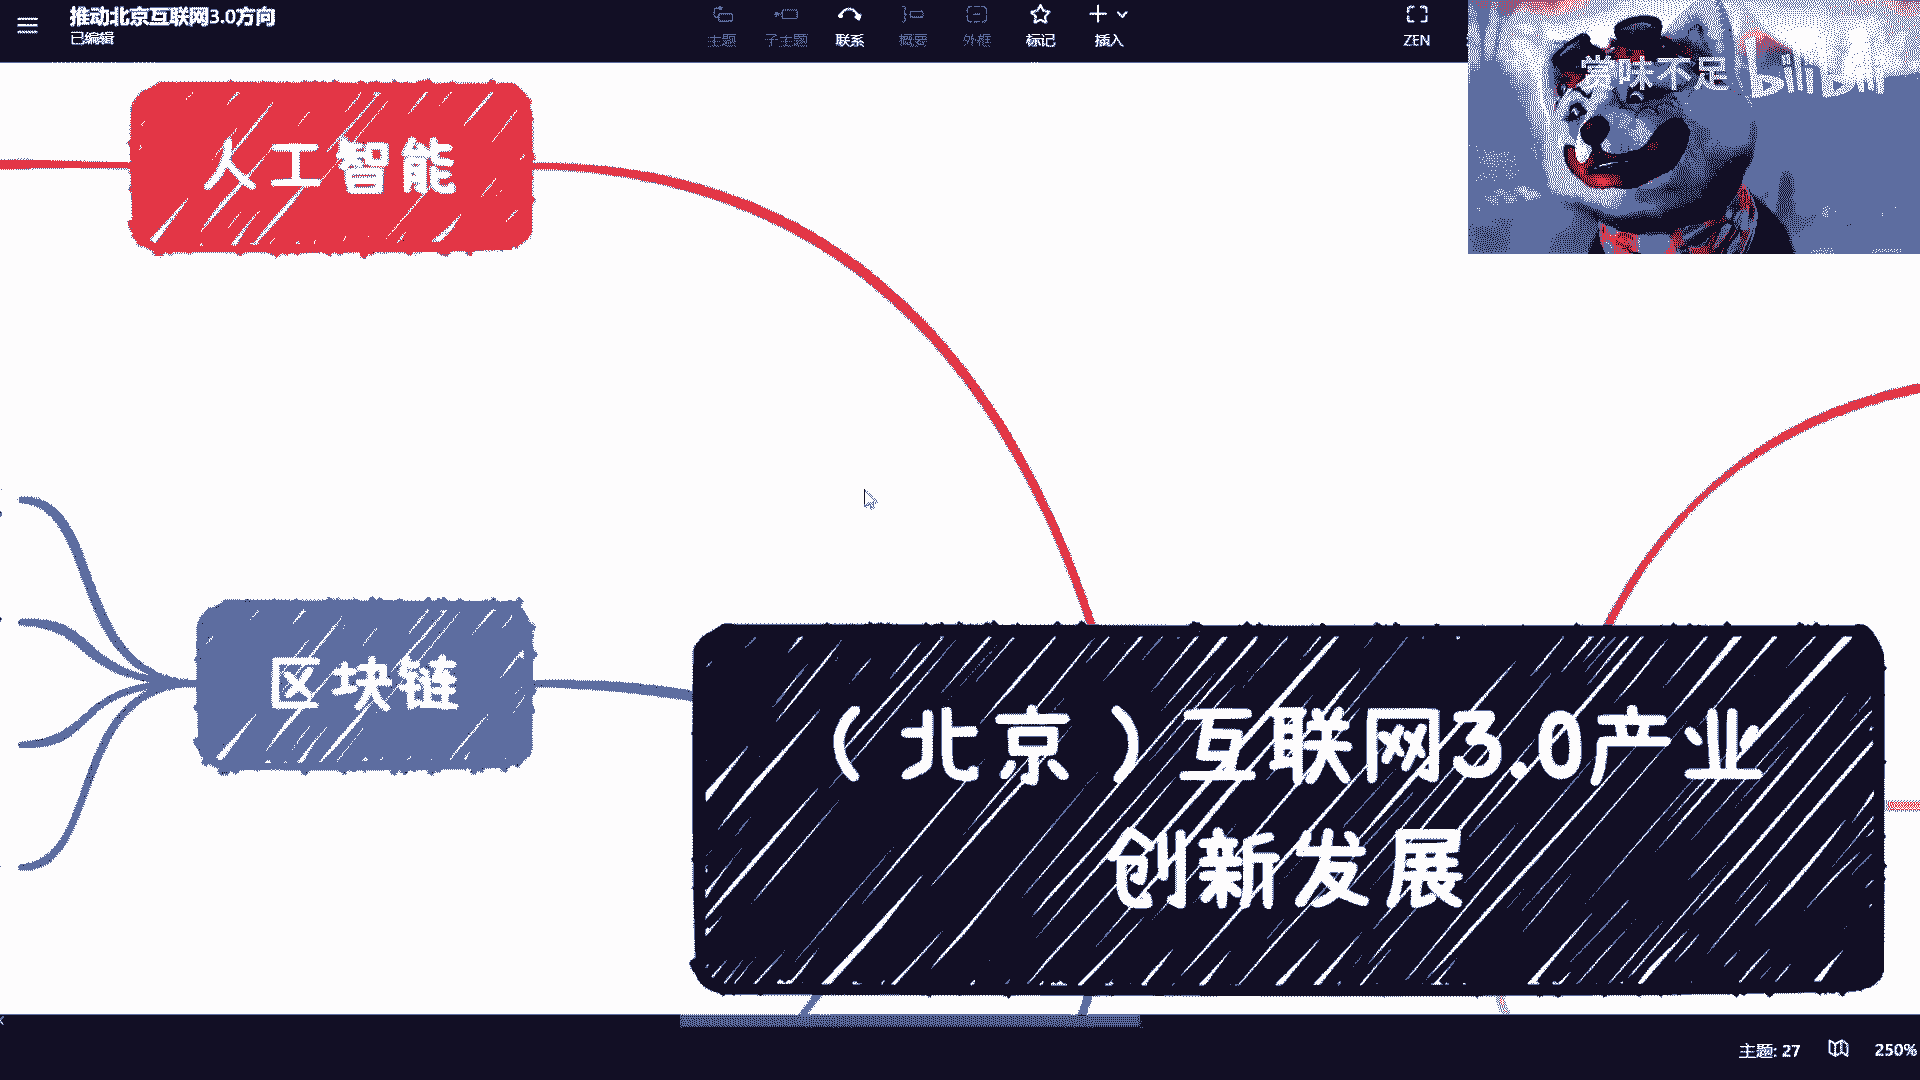 推动北京互联网3.0方向
已编辑
主题
子主题
联系
概要
外框
标记
插入
ZEN
赏味不足
bilibili
人工智能
区块链
（北京）互联网3.0产业
创新发展
主题: 27
250%